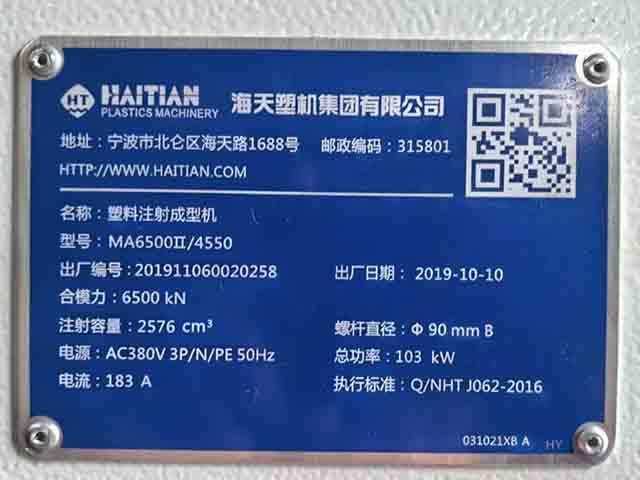 HT HAITIAN 海天塑机集团有限公司
PLASTICS MACHINERY
地址：宁波市北仑区海天路1688号 邮政编码：315801
HTTP://WWW.HAITIAN.COM
名称：塑料注射成型机
型号：MA6500Ⅱ/4550
出厂编号：201911060020258 出厂日期：2019-10-10
合模力：6500 kN
注射容量：2576 cm³ 螺杆直径：Φ 90 mm B
电源：AC380V 3P/N/PE 50Hz 总功率：103 kW
电流：183 A 执行标准：Q/NHT J062-2016
031021XB A HY